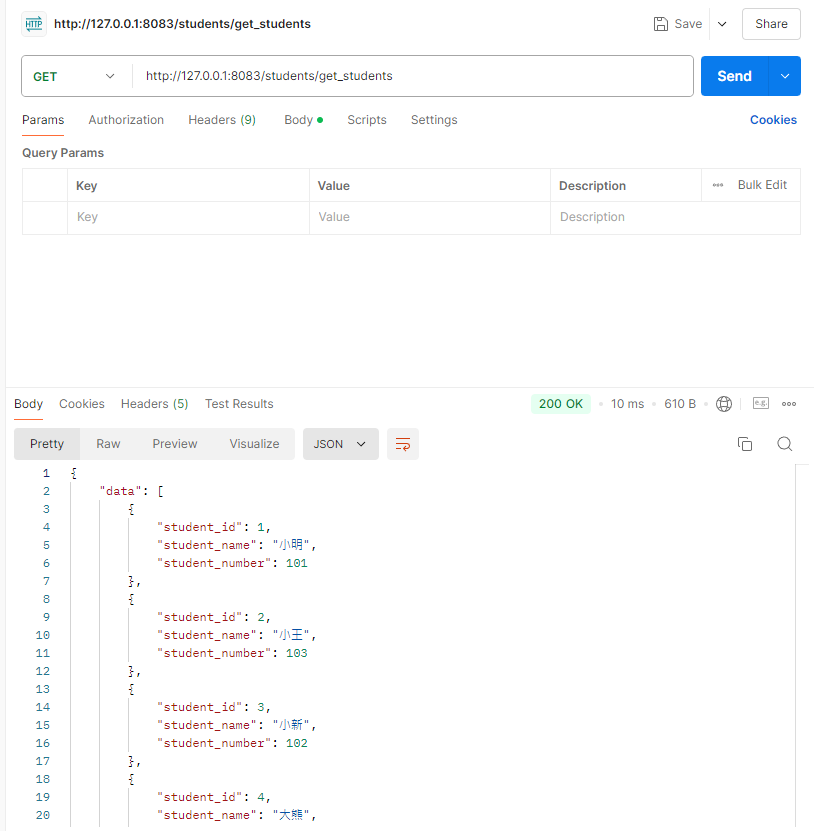 HTTP http://127.0.0.1:8083/students/get_students Save Share
GET http://127.0.0.1:8083/students/get_students Send
Params Authorization Headers (9) Body Scripts Settings Cookies
Query Params
Key Value Description Bulk Edit
Key Value Description
Body Cookies Headers (5) Test Results 200 OK 10 ms 610 B e.g.
Pretty Raw Preview Visualize JSON
1 {
2 "data": [
3 {
4 "student_id": 1,
5 "student_name": "小明",
6 "student_number": 101
7 },
8 {
9 "student_id": 2,
10 "student_name": "小王",
11 "student_number": 103
12 },
13 {
14 "student_id": 3,
15 "student_name": "小新",
16 "student_number": 102
17 },
18 {
19 "student_id": 4,
20 "student_name": "大熊",